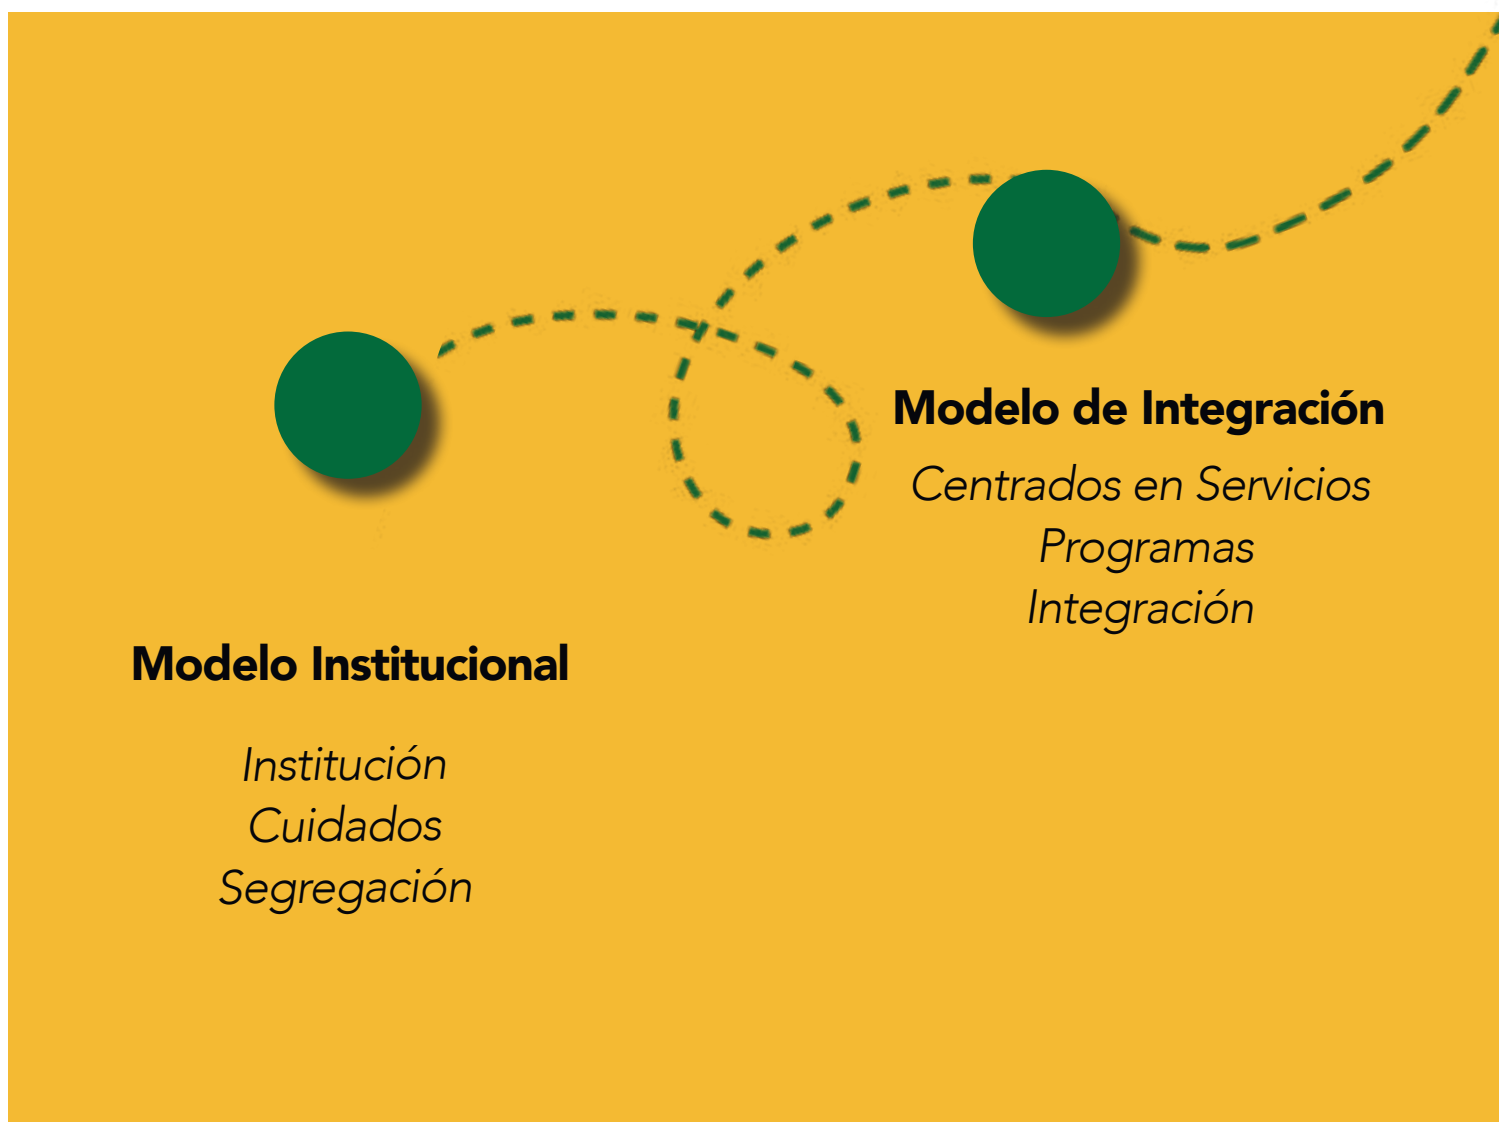 Modelo Institucional
Institución
Cuidados
Segregación
Modelo de Integración
Centrados en Servicios
Programas
Integración